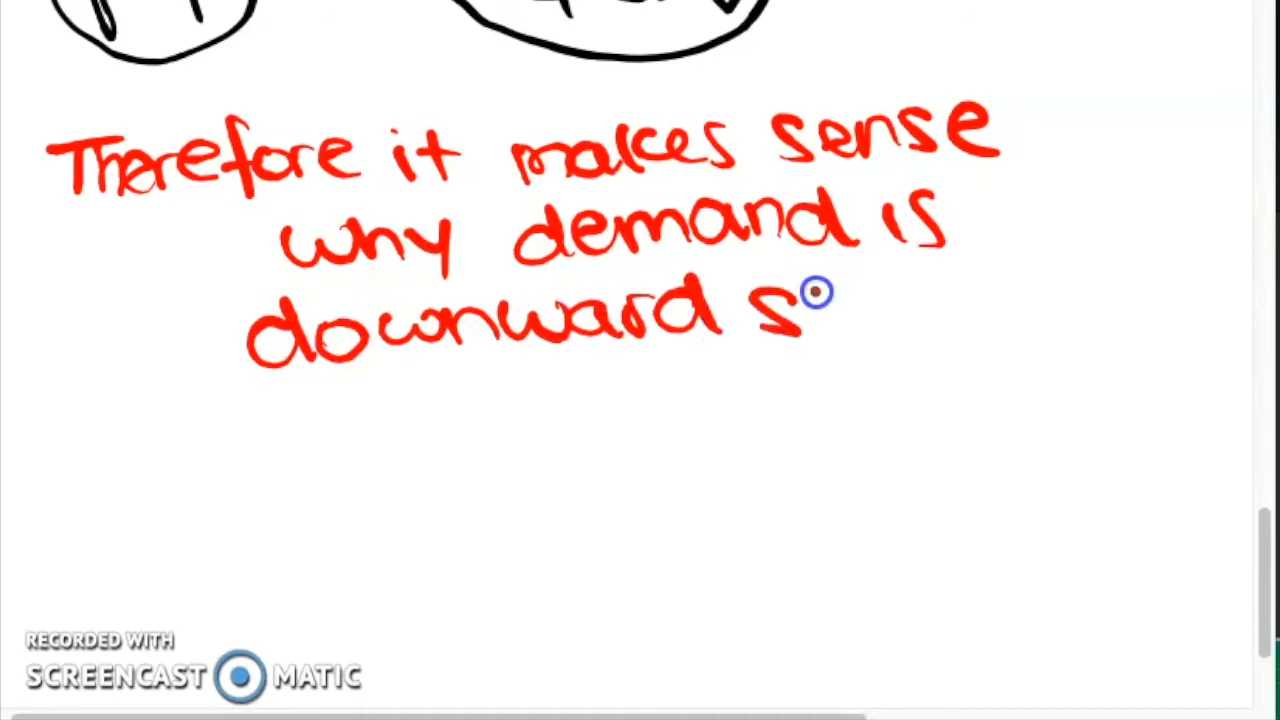 Therefore it makes sense
why demand is
downward s
RECORDED WITH
SCREENCAST MATIC